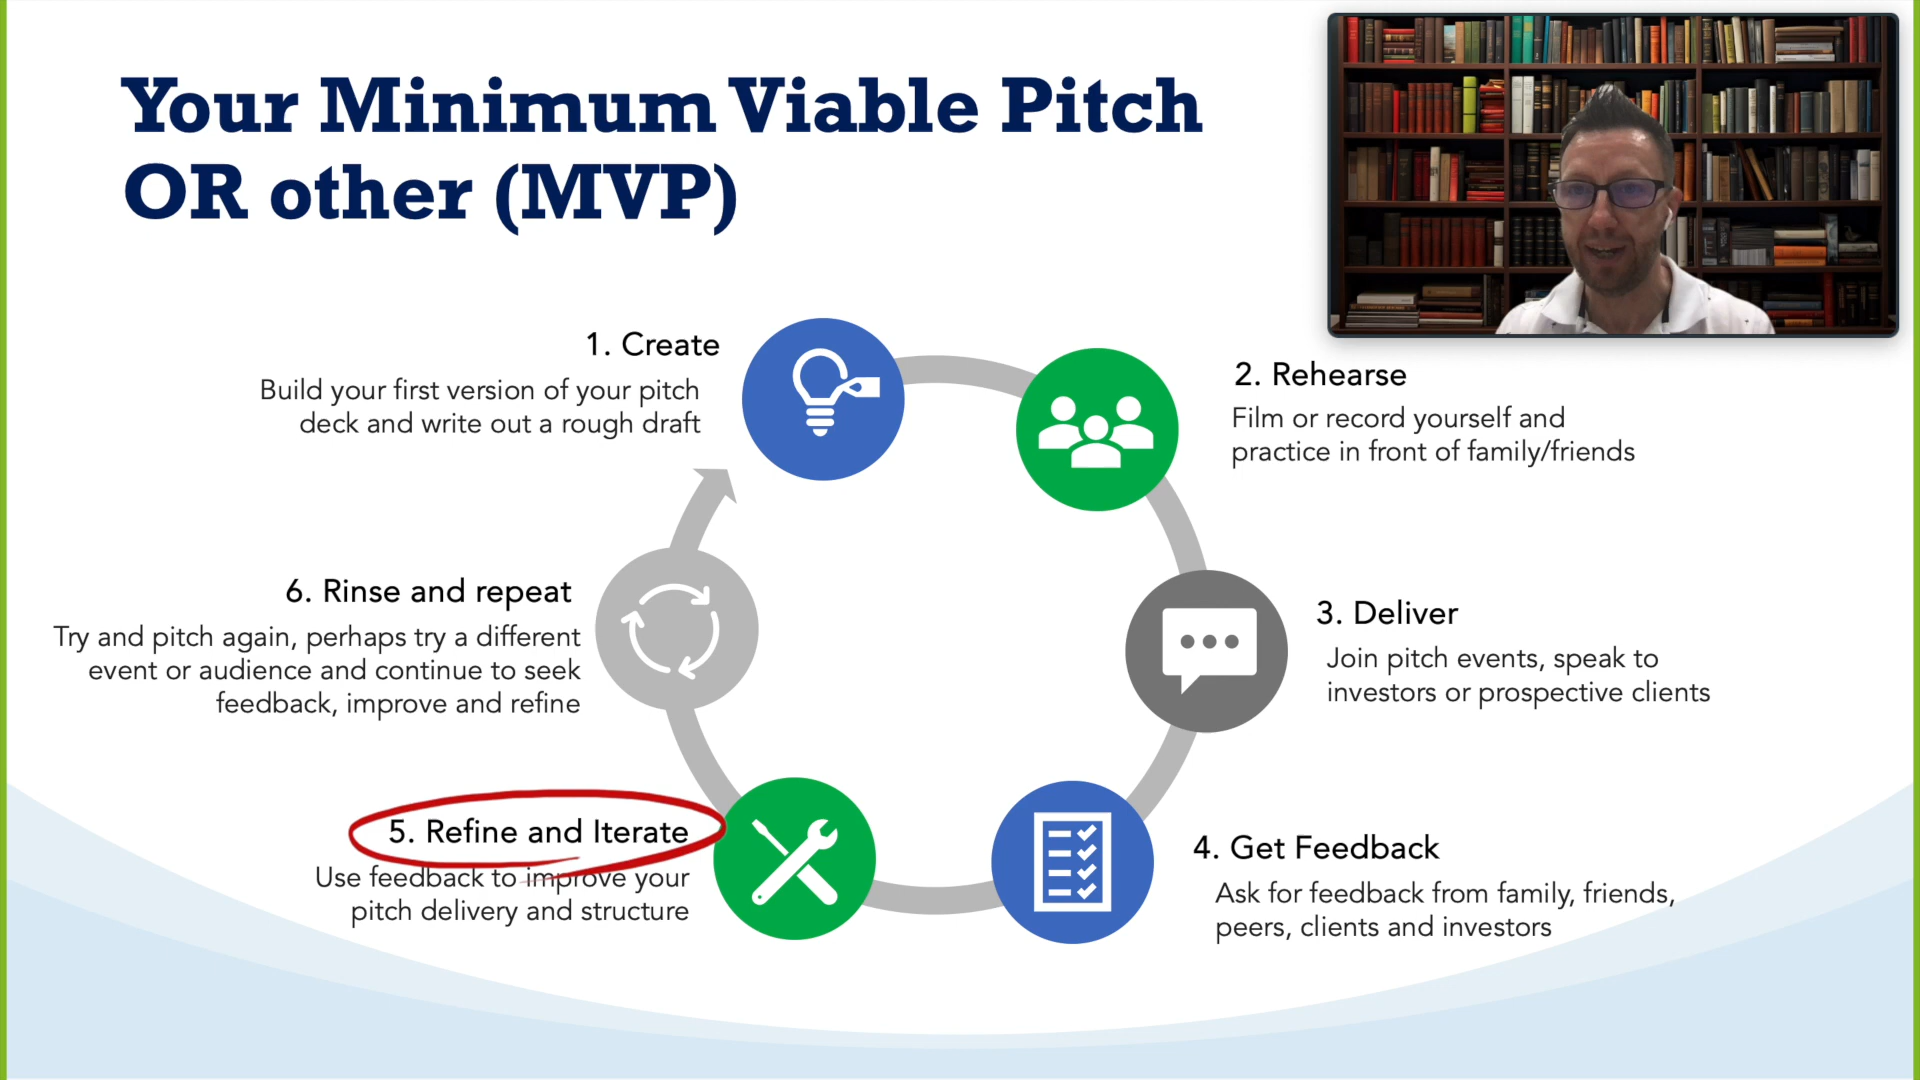 Your Minimum Viable Pitch
OR other (MVP)
1. Create
Build your first version of your pitch
deck and write out a rough draft
2. Rehearse
Film or record yourself and
practice in front of family/friends
3. Deliver
Join pitch events, speak to
investors or prospective clients
4. Get Feedback
Ask for feedback from family, friends,
peers, clients and investors
5. Refine and Iterate
Use feedback to improve your
pitch delivery and structure
6. Rinse and repeat
Try and pitch again, perhaps try a different
event or audience and continue to seek
feedback, improve and refine